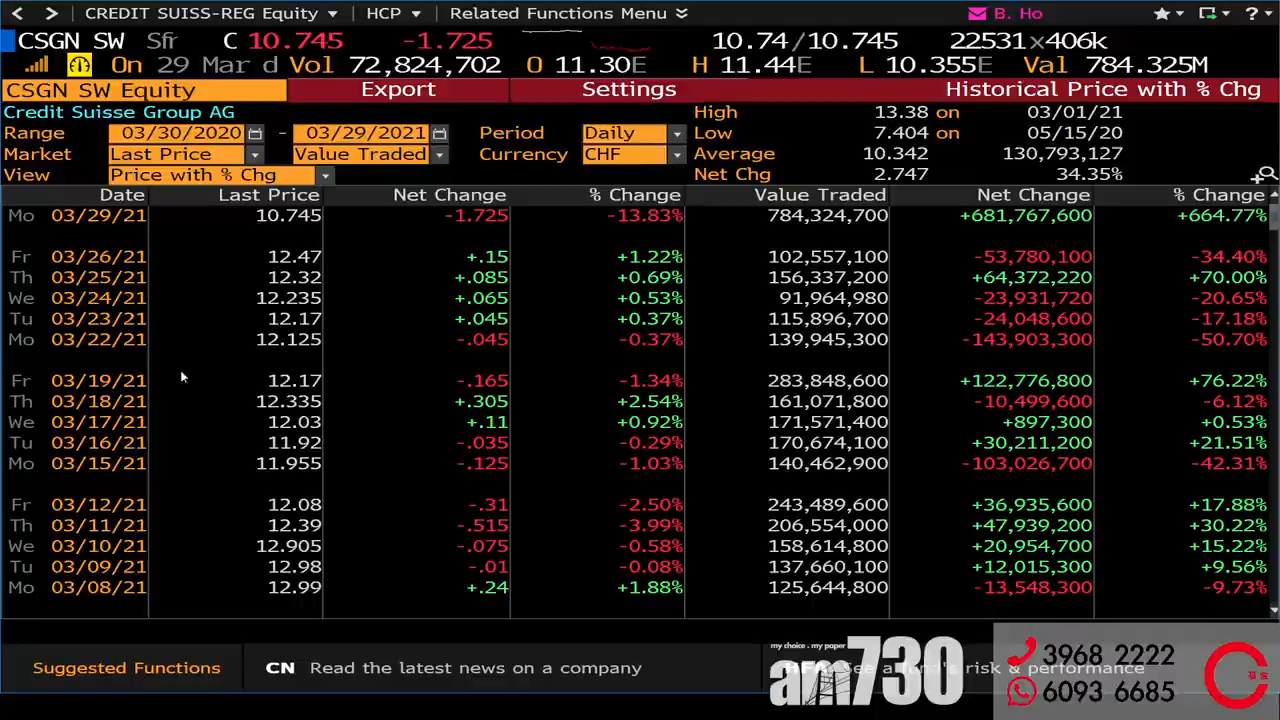 CREDIT SUISS-REG Equity HCP Related Functions Menu B. Ho
CSGN SW Sfr C 10.745 -1.725 10.74/10.745 22531x406k
On 29 Mar d Vol 72,824,702 O 11.30E H 11.44E L 10.355E Val 784.325M
CSGN SW Equity Export Settings Historical Price with % Chg
Credit Suisse Group AG High 13.38 on 03/01/21
Range 03/30/2020 - 03/29/2021 Period Daily Low 7.404 on 05/15/20
Market Last Price Value Traded Currency CHF Average 10.342 130,793,127
View Price with % Chg Net Chg 2.747 34.35%
Date Last Price Net Change % Change Value Traded Net Change % Change
Mo 03/29/21 10.745 -1.725 -13.83% 784,324,700 +681,767,600 +664.77%
Fr 03/26/21 12.47 +.15 +1.22% 102,557,100 -53,780,100 -34.40%
Th 03/25/21 12.32 +.085 +0.69% 156,337,200 +64,372,220 +70.00%
We 03/24/21 12.235 +.065 +0.53% 91,964,980 -23,931,720 -20.65%
Tu 03/23/21 12.17 +.045 +0.37% 115,896,700 -24,048,600 -17.18%
Mo 03/22/21 12.125 -.045 -0.37% 139,945,300 -143,903,300 -50.70%
Fr 03/19/21 12.17 -.165 -1.34% 283,848,600 +122,776,800 +76.22%
Th 03/18/21 12.335 +.305 +2.54% 161,071,800 -10,499,600 -6.12%
We 03/17/21 12.03 +.11 +0.92% 171,571,400 +897,300 +0.53%
Tu 03/16/21 11.92 -.035 -0.29% 170,674,100 +30,211,200 +21.51%
Mo 03/15/21 11.955 -.125 -1.03% 140,462,900 -103,026,700 -42.31%
Fr 03/12/21 12.08 -.31 -2.50% 243,489,600 +36,935,600 +17.88%
Th 03/11/21 12.39 -.515 -3.99% 206,554,000 +47,939,200 +30.22%
We 03/10/21 12.905 -.075 -0.58% 158,614,800 +20,954,700 +15.22%
Tu 03/09/21 12.98 -.01 -0.08% 137,660,100 +12,015,300 +9.56%
Mo 03/08/21 12.99 +.24 +1.88% 125,644,800 -13,548,300 -9.73%
Suggested Functions CN Read the latest news on a company HFA See a fund's risk & performance
my choice . my paper
am730
3968 2222
6093 6685